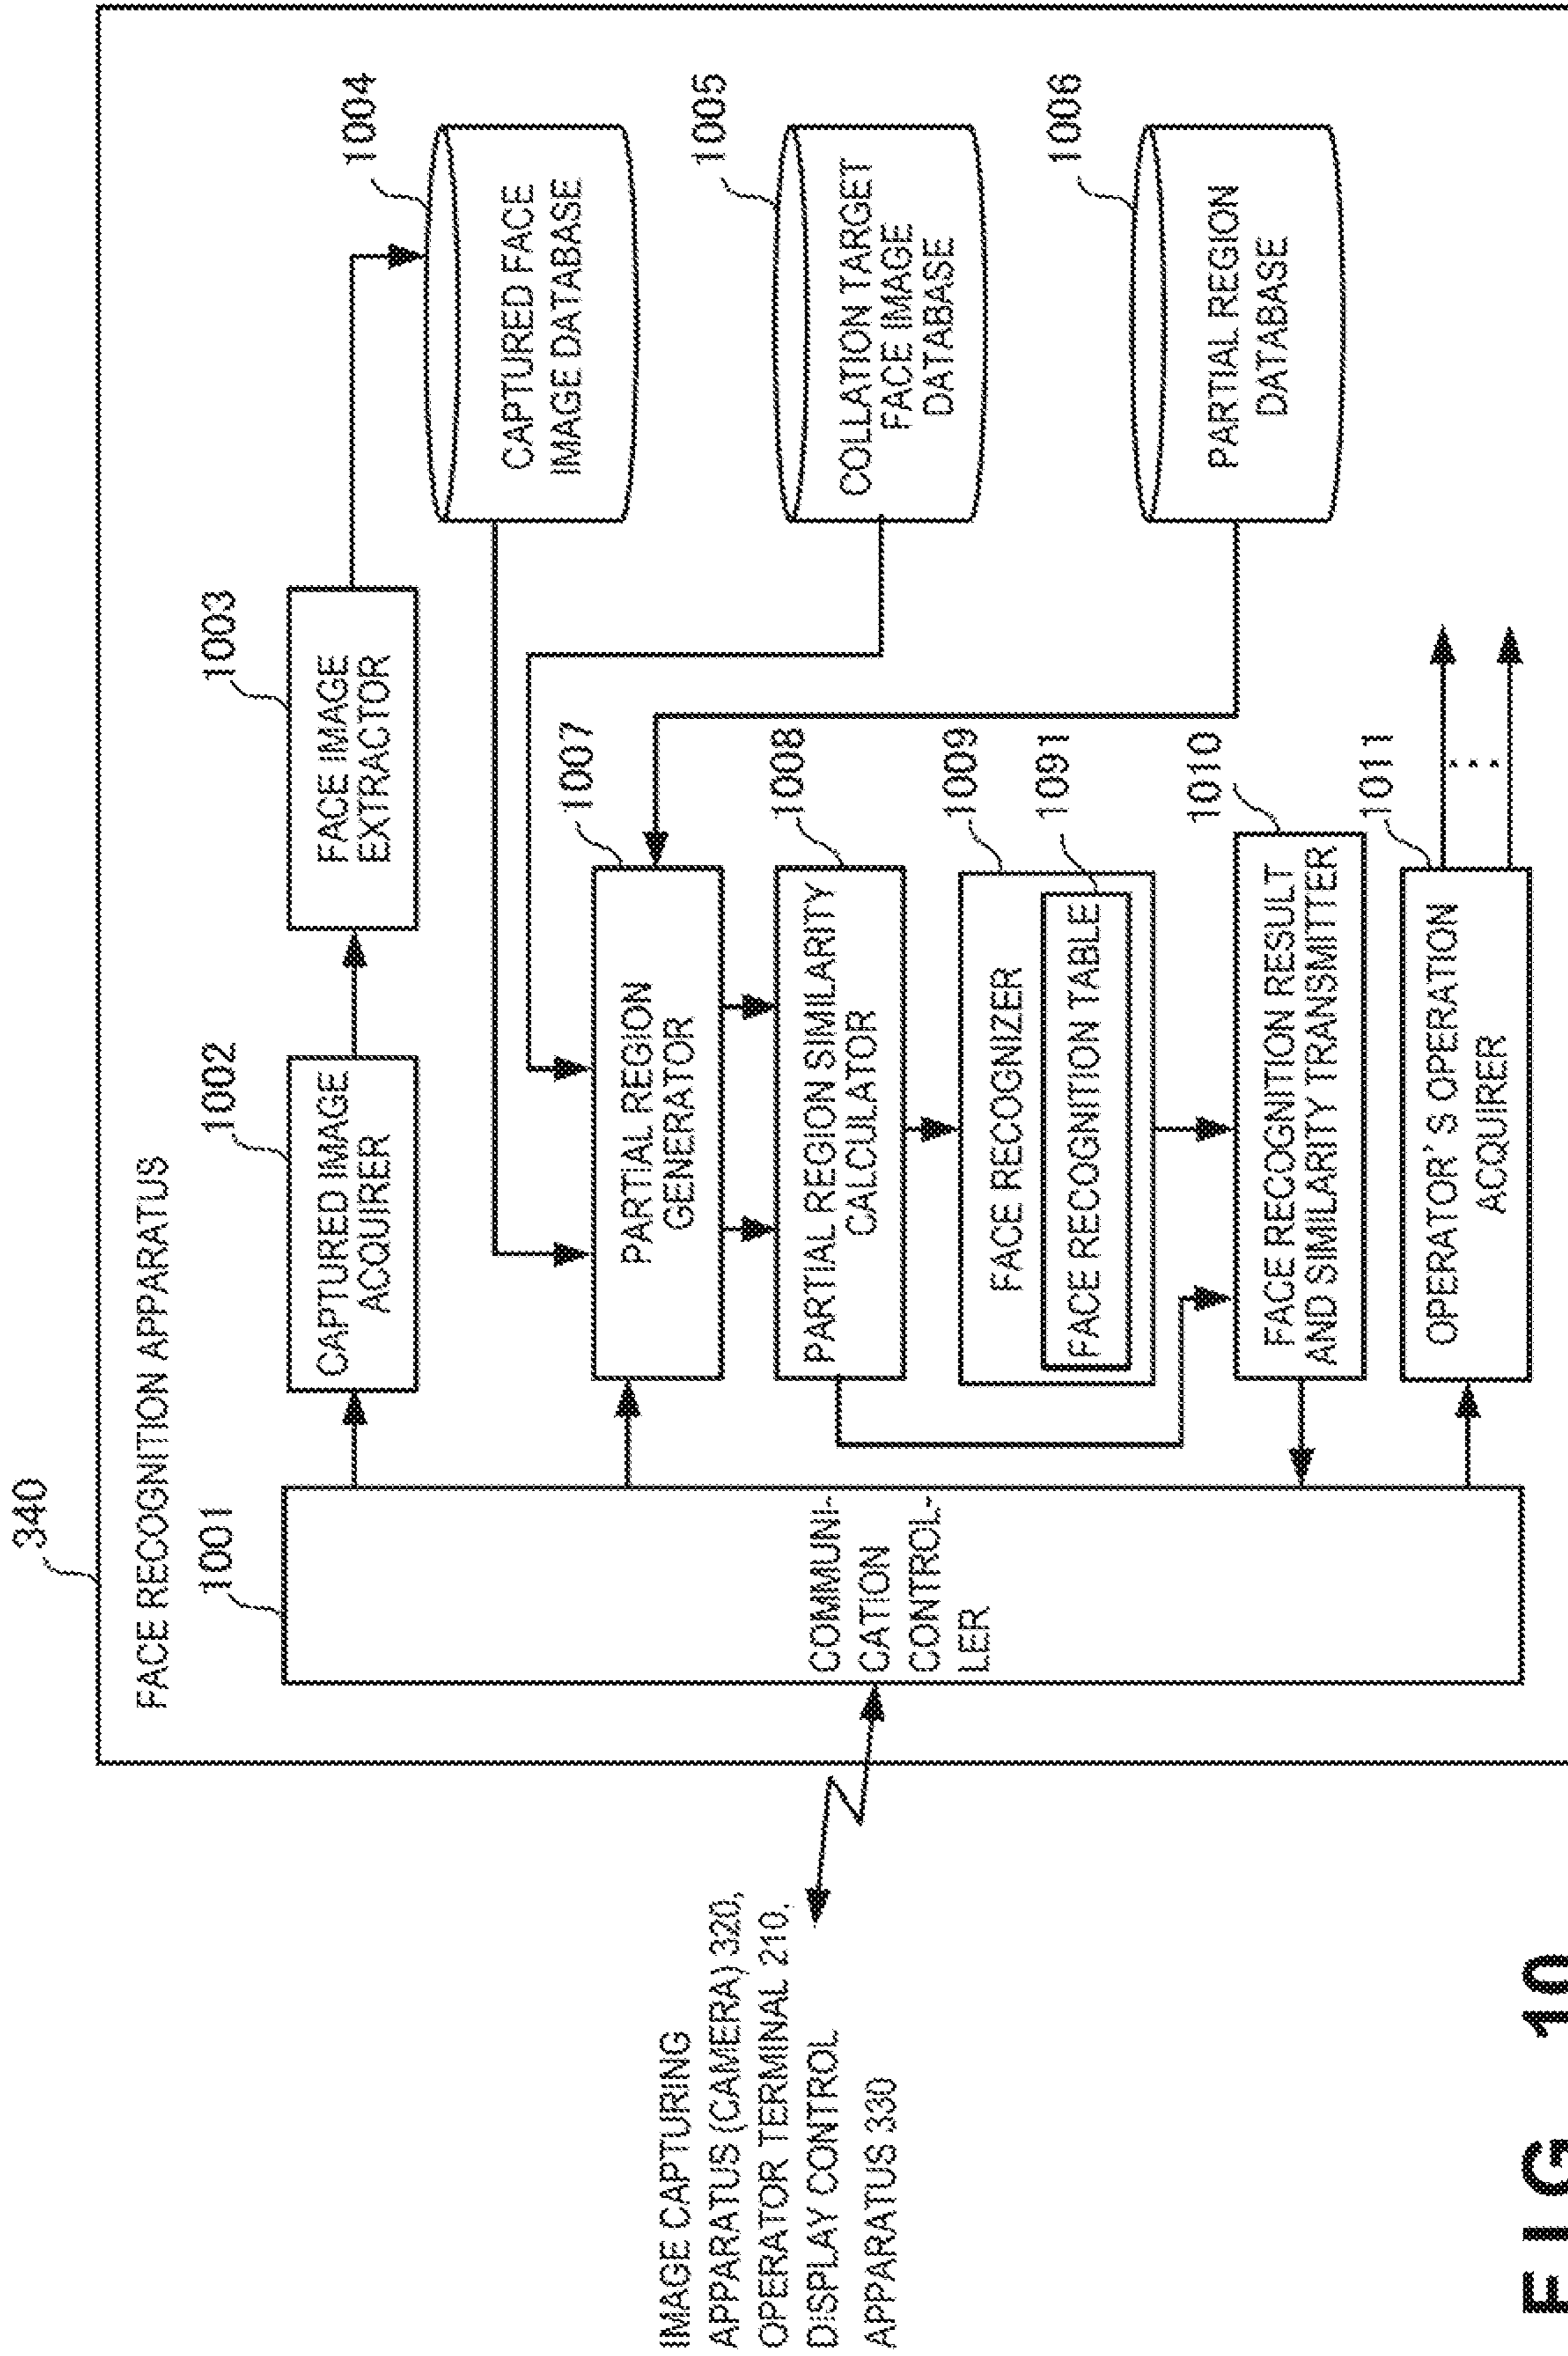 340
FACE RECOGNITION APPARATUS
1001
COMMUNI-
CATION
CONTROL-
LER
IMAGE CAPTURING
APPARATUS (CAMERA) 320,
OPERATOR TERMINAL 210,
DISPLAY CONTROL
APPARATUS 330
1002
CAPTURED IMAGE
ACQUIRER
1003
FACE IMAGE
EXTRACTOR
1004
CAPTURED FACE
IMAGE DATABASE
1005
COLLATION TARGET
FACE IMAGE
DATABASE
1006
PARTIAL REGION
DATABASE
1007
PARTIAL REGION
GENERATOR
1008
PARTIAL REGION SIMILARITY
CALCULATOR
1009
FACE RECOGNIZER
1091
FACE RECOGNITION TABLE
1010
FACE RECOGNITION RESULT
AND SIMILARITY TRANSMITTER
1011
OPERATOR'S OPERATION
ACQUIRER
FIG 10